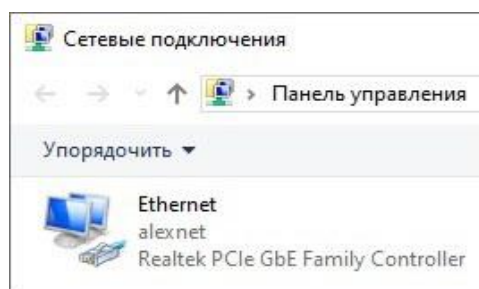 Сетевые подключения
Панель управления
Упорядочить
Ethernet
alexnet
Realtek PCIe GbE Family Controller